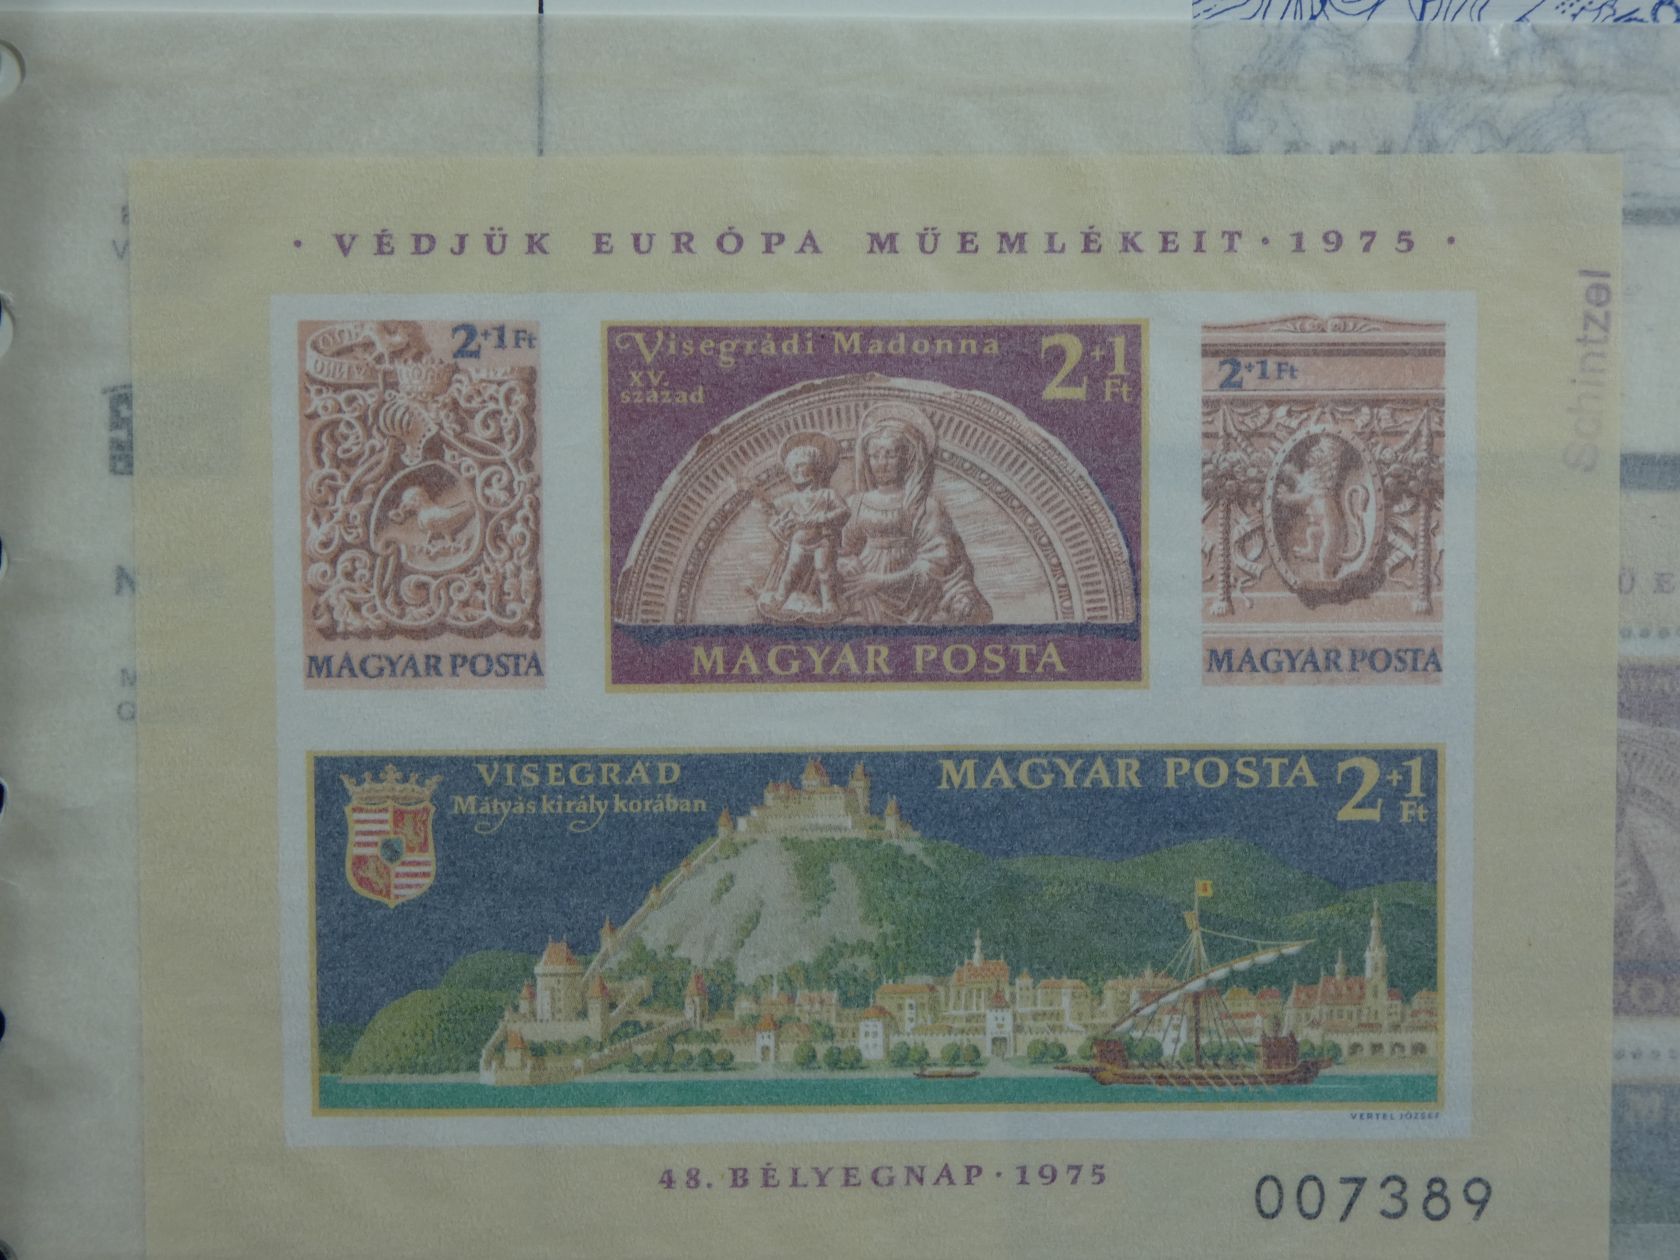 · VÉDJÜK EURÓPA MŰEMLÉKEIT · 1975 ·
Schintzel
2+1 Ft
MAGYAR POSTA
Visegrádi Madonna
XV.
század
2+1
Ft
MAGYAR POSTA
2+1 Ft
MAGYAR POSTA
VISEGRÁD
Mátyás király korában
MAGYAR POSTA 2+1
Ft
VERTEL JÓZSEF
48. BÉLYEGNAP · 1975
007389